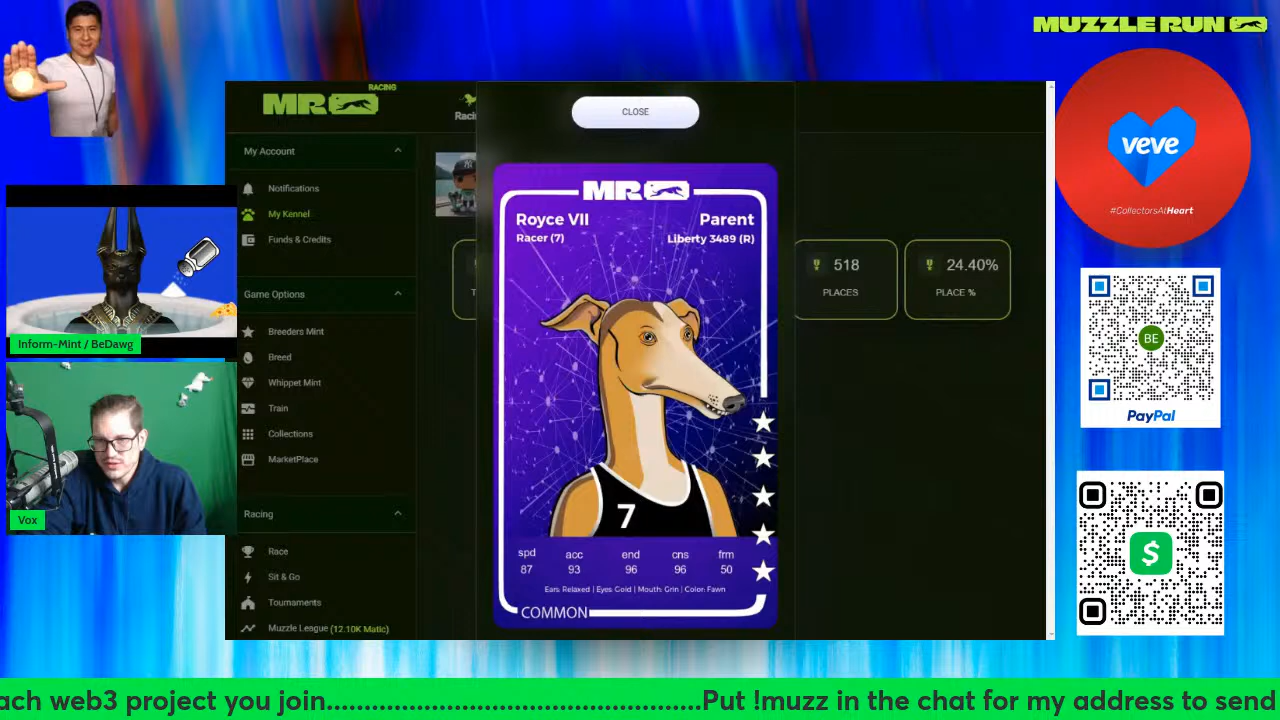 MUZZLE RUN
veve
#CollectorsAtHeart
BE
PayPal
$
Inform-Mint / BeDawg
Vox
MR
RACING
Raci
My Account
Notifications
My Kennel
Funds & Credits
Game Options
Breeders Mint
Breed
Whippet Mint
Train
Collections
MarketPlace
Racing
Race
Sit & Go
Tournaments
Muzzle League (12.10K Matic)
CLOSE
MR
Royce VII Parent
Racer (7) Liberty 3489 (R)
7
spd acc end cns frm
87 93 96 96 50
Ears: Relaxed | Eyes: Gold | Mouth: Grin | Color: Fawn
COMMON
T
518
PLACES
24.40%
PLACE %
ach web3 project you join..................................................Put !muzz in the chat for my address to send